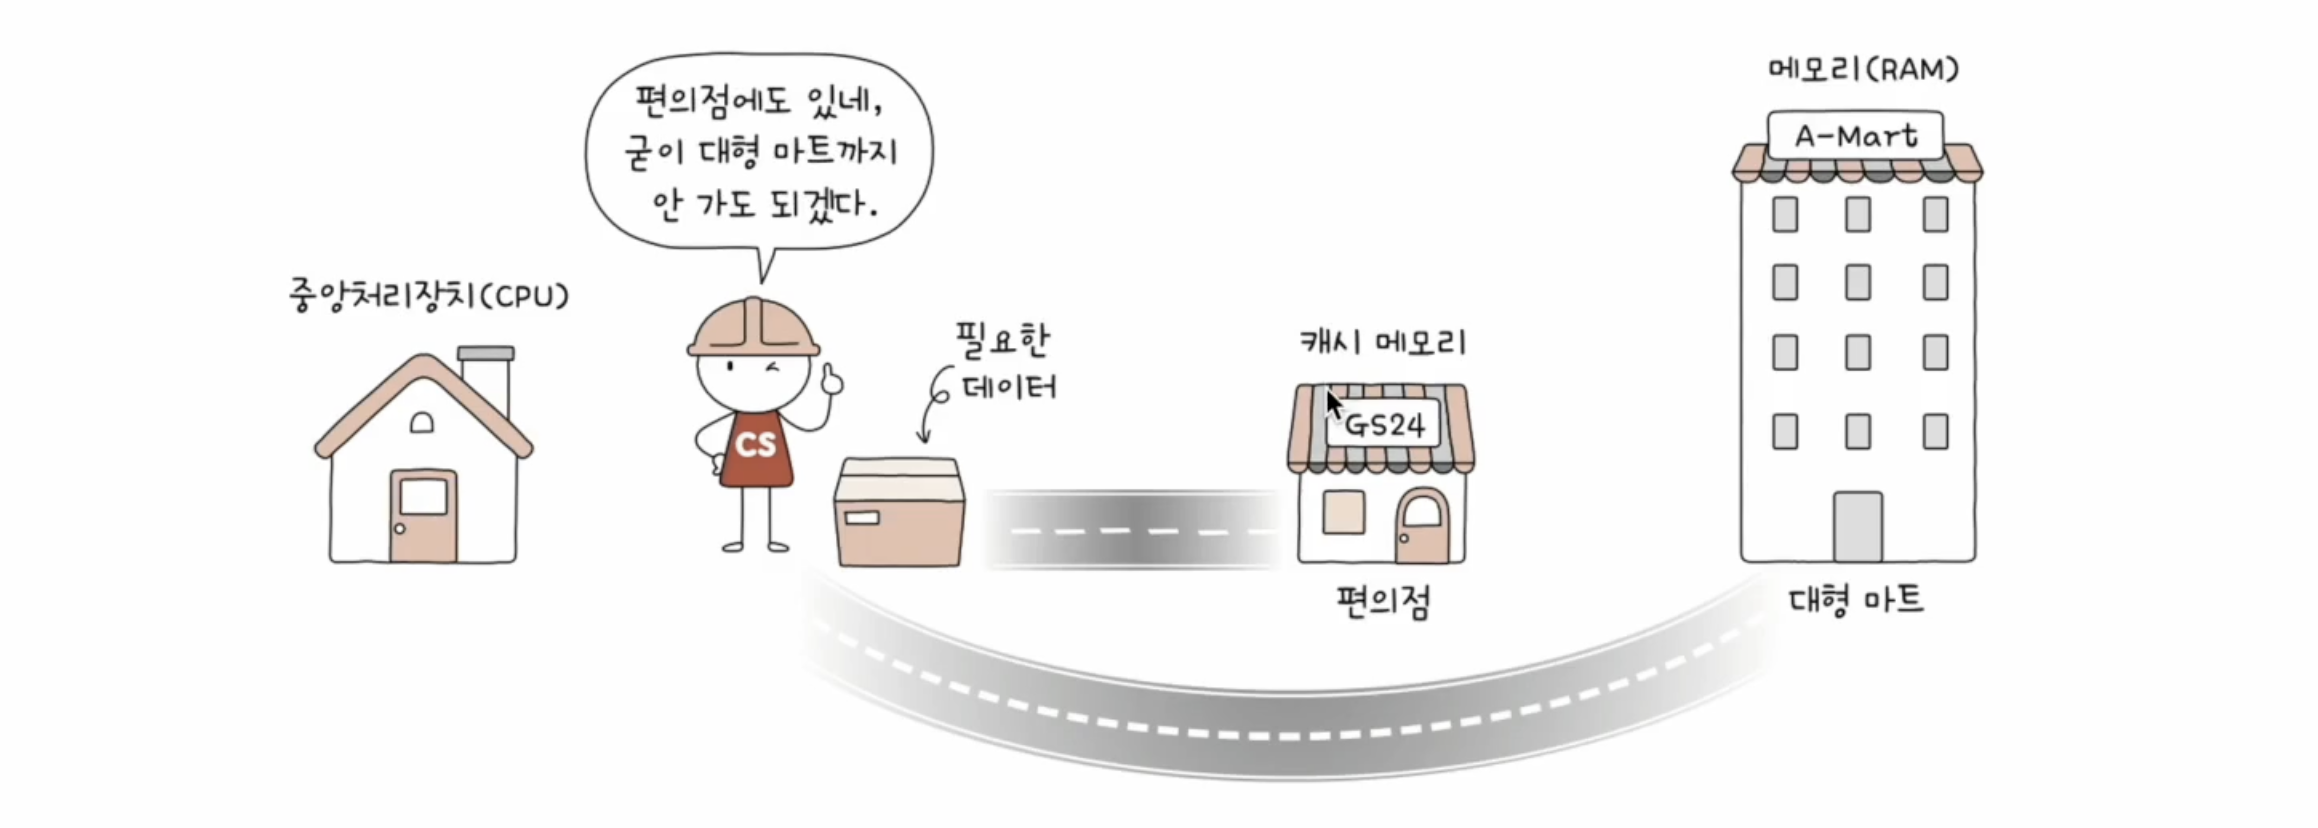 편의점에도 있네,
굳이 대형 마트까지
안 가도 되겠다.
중앙처리장치(CPU)
CS
필요한
데이터
캐시 메모리
GS24
편의점
메모리(RAM)
A-Mart
대형 마트